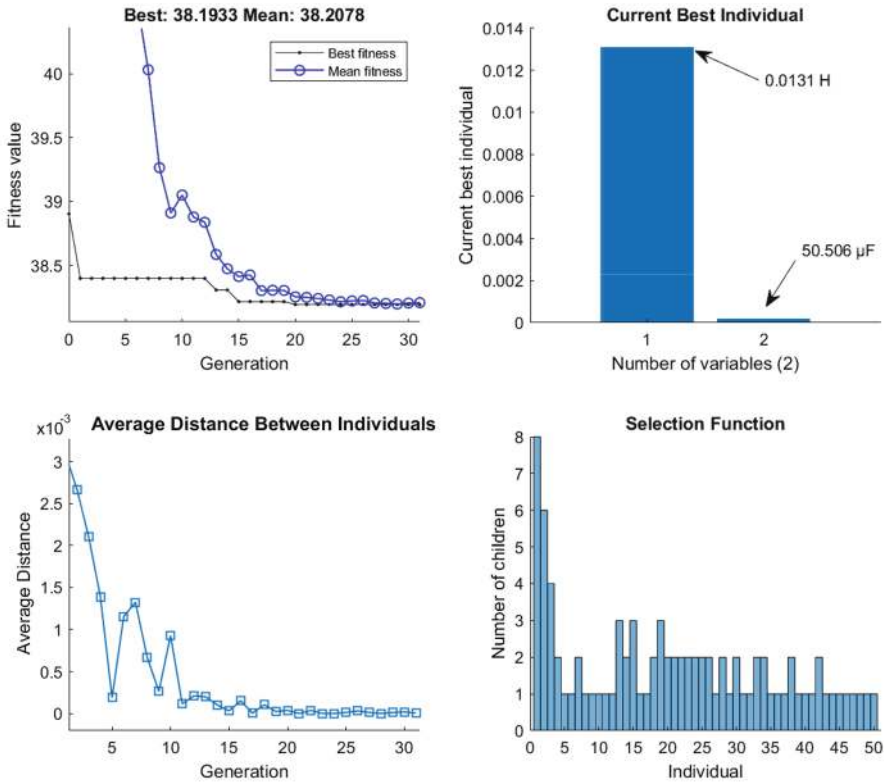 Best: 38.1933 Mean: 38.2078
Best fitness
Mean fitness
Fitness value
40
39
38.5
0 5 10 15 20 25 30
Generation
Current Best Individual
0.0131 H
50.506 µF
Current best individual
0.014
0.012
0.01
0.008
0.006
0.004
0.002
0
1 2
Number of variables (2)
Average Distance Between Individuals
x10-3
Average Distance
3
2.5
2
1.5
1
0.5
0
5 10 15 20 25 30
Generation
Selection Function
Number of children
8
7
6
5
4
3
2
1
0
0 5 10 15 20 25 30 35 40 45 50
Individual